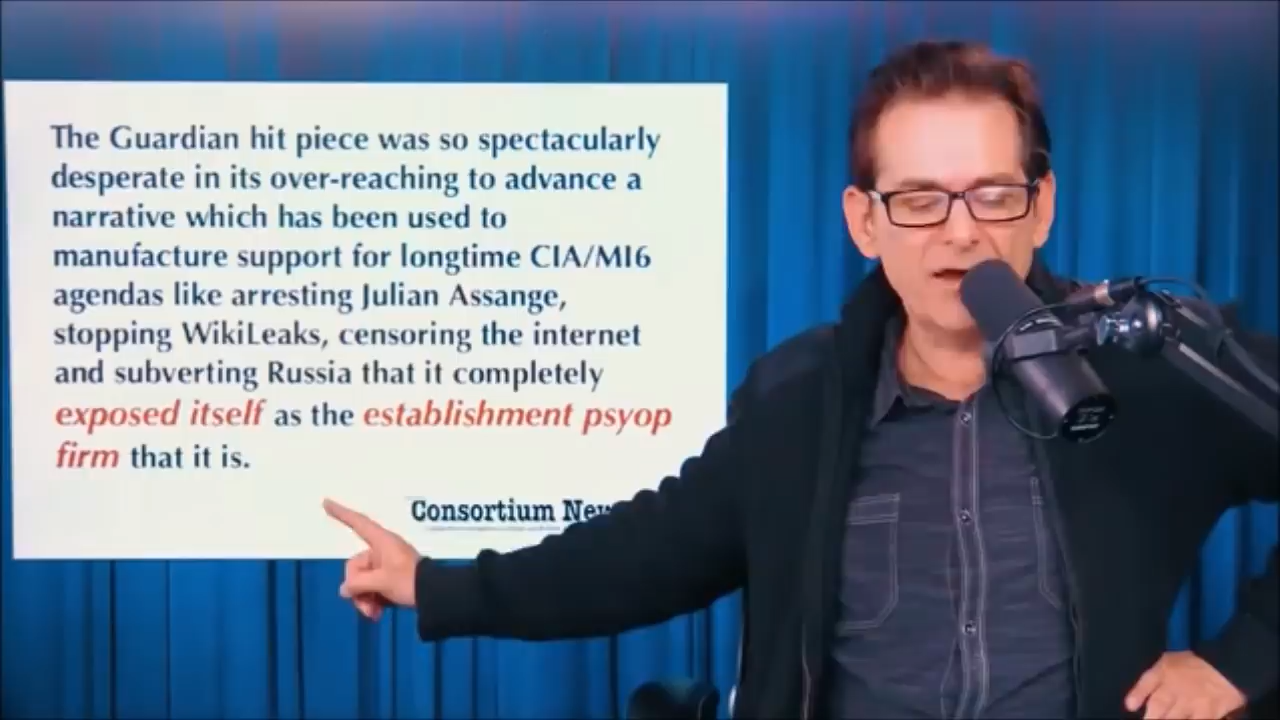 The Guardian hit piece was so spectacularly
desperate in its over-reaching to advance a
narrative which has been used to
manufacture support for longtime CIA/MI6
agendas like arresting Julian Assange,
stopping WikiLeaks, censoring the internet
and subverting Russia that it completely
exposed itself as the establishment psyop
firm that it is.
Consortium